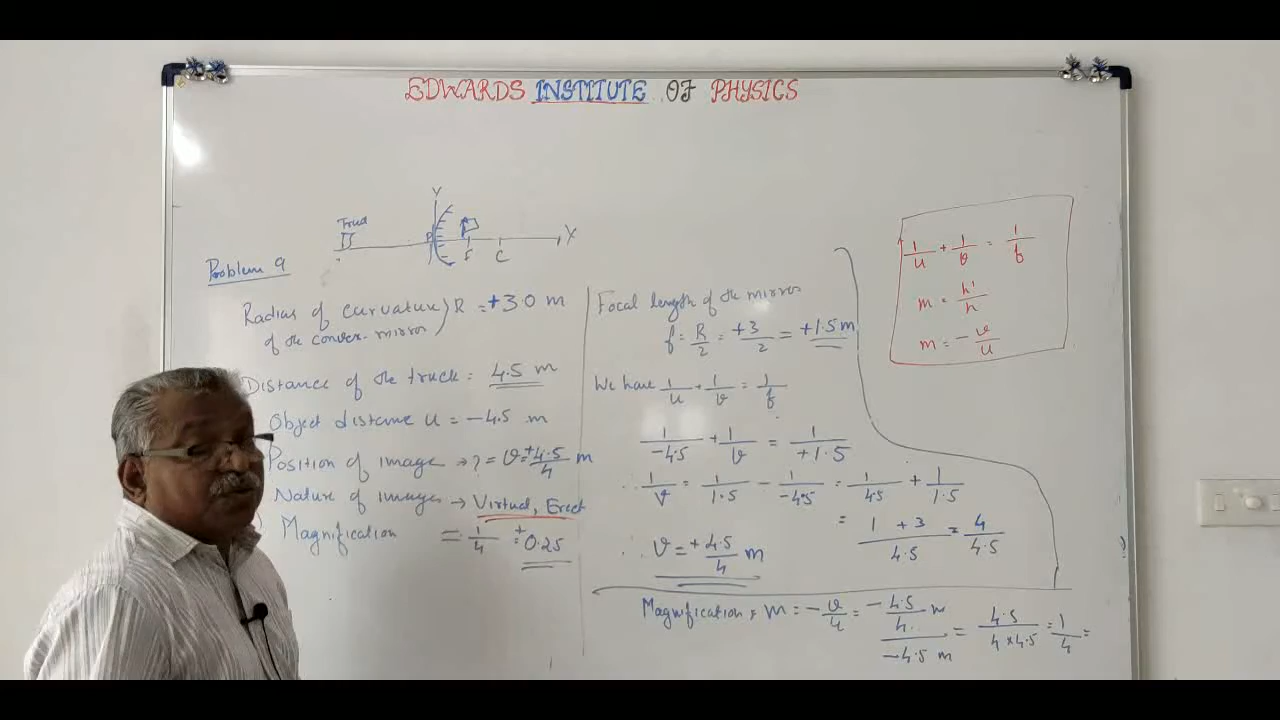 EDWARDS INSTITUTE OF PHYSICS
Y
Truck
P
F
C
X
Problem 9
Radius of curvature) R = +3.0 m
of the convex mirror
Distance of the truck = 4.5 m
Object distance u = -4.5 m
Position of image → ? = v = +4.5/4 m
Nature of images → Virtual, Erect
Magnification = 1/4 = +0.25
Focal length of the mirror
f = R/2 = +3/2 = +1.5 m
We have 1/u + 1/v = 1/f
1/-4.5 + 1/v = 1/+1.5
∴ 1/v = 1/1.5 - 1/-4.5 = 1/4.5 + 1/1.5
= 1 + 3/4.5 = 4/4.5
∴ v = +4.5/4 m
Magnification, m = -v/u = -4.5/4 m / -4.5 m = 4.5/4×4.5 = 1/4 =
1/u + 1/v = 1/f
m = h'/h
m = -v/u